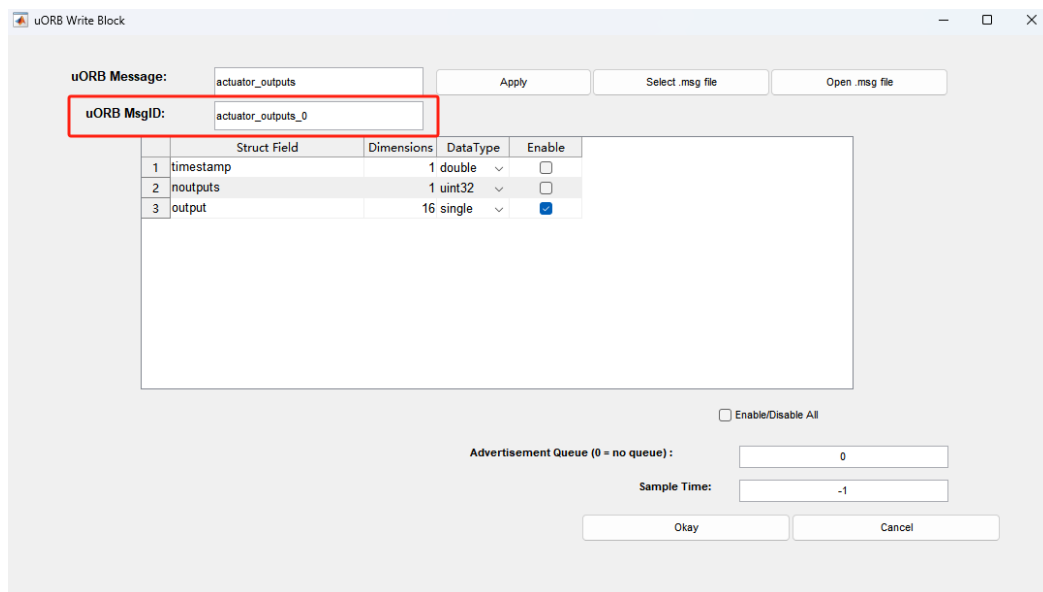 uORB Write Block
uORB Message: actuator_outputs Apply Select .msg file Open .msg file
uORB MsgID: actuator_outputs_0
Struct Field Dimensions DataType Enable
1 timestamp 1 double
2 noutputs 1 uint32
3 output 16 single
Enable/Disable All
Advertisement Queue (0 = no queue) : 0
Sample Time: -1
Okay Cancel